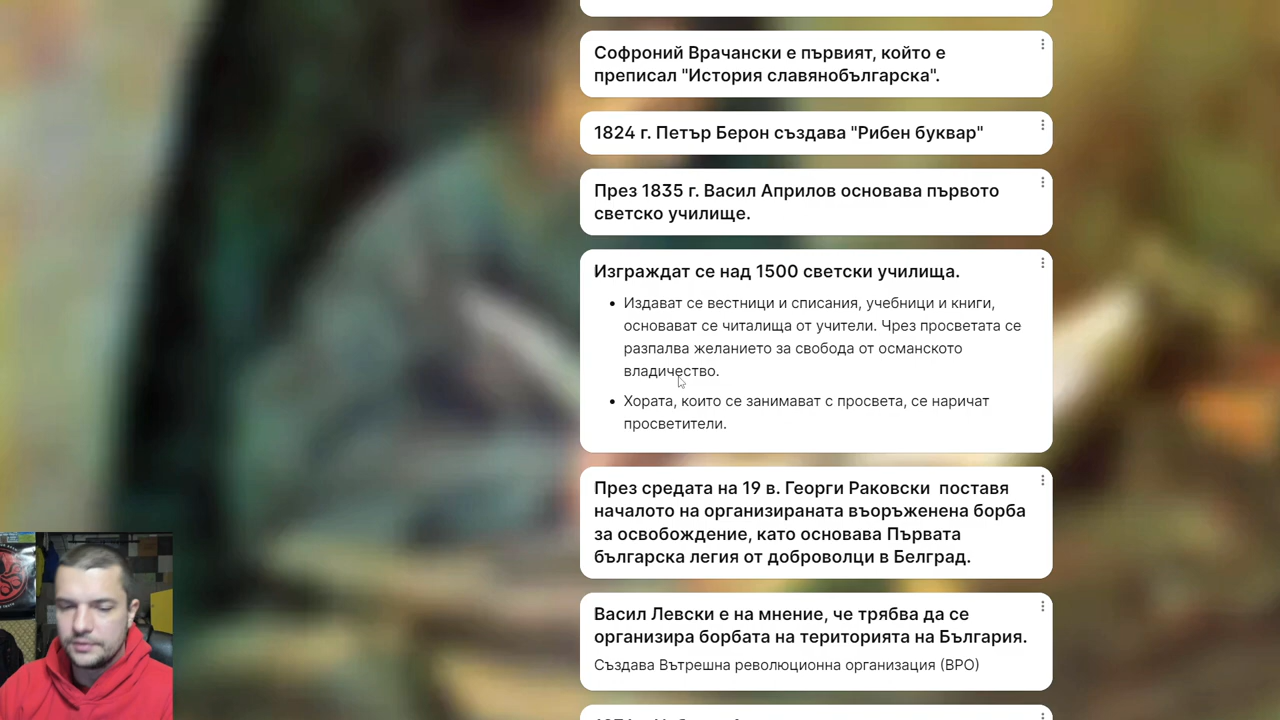 Софроний Врачански е първият, който е
преписал "История славянобългарска".
1824 г. Петър Берон създава "Рибен буквар"
През 1835 г. Васил Априлов основава първото
светско училище.
Изграждат се над 1500 светски училища.
Издават се вестници и списания, учебници и книги,
основават се читалища от учители. Чрез просветата се
разпалва желанието за свобода от османското
владичество.
Хората, които се занимават с просвета, се наричат
просветители.
През средата на 19 в. Георги Раковски поставя
началото на организираната въоръженена борба
за освобождение, като основава Първата
българска легия от доброволци в Белград.
Васил Левски е на мнение, че трябва да се
организира борбата на територията на България.
Създава Вътрешна революционна организация (ВРО)